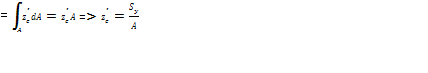 = ∫_A z_c^' dA = z_c^' A => z_c^' = S_y / A